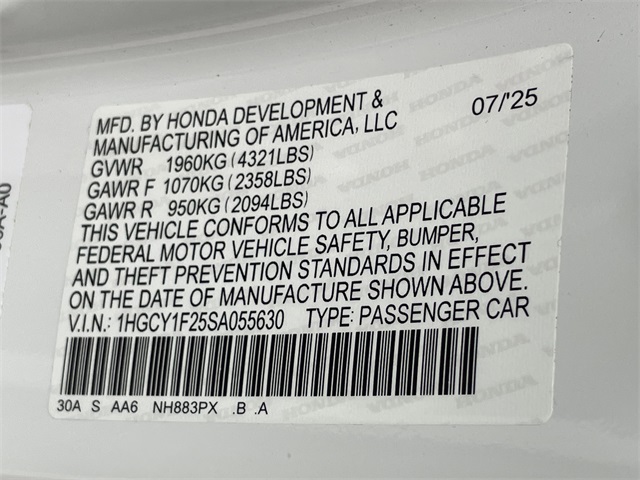 MFD. BY HONDA DEVELOPMENT & 07/'25
MANUFACTURING OF AMERICA, LLC
GVWR 1960KG (4321LBS)
GAWR F 1070KG (2358LBS)
GAWR R 950KG (2094LBS)
THIS VEHICLE CONFORMS TO ALL APPLICABLE
FEDERAL MOTOR VEHICLE SAFETY, BUMPER,
AND THEFT PREVENTION STANDARDS IN EFFECT
ON THE DATE OF MANUFACTURE SHOWN ABOVE.
V.I.N.: 1HGCY1F25SA055630 TYPE: PASSENGER CAR
30A S AA6 NH883PX .B .A